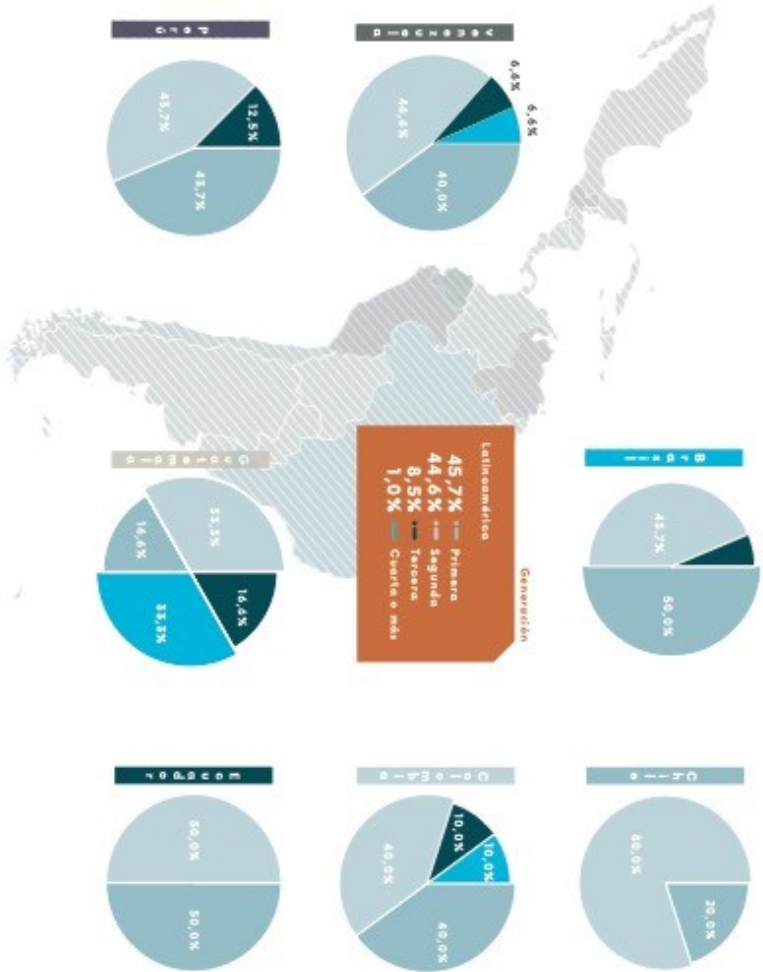 Brasil
43,7%
50,0%
Chile
80,0%
20,0%
Generación
Latinoamérica
45,7% Primera
44,6% Segunda
8,5% Tercera
1,0% Cuarta o más
venezuela
6,6%
6,6%
46,6%
40,0%
Colombia
10,0%
10,0%
40,0%
40,0%
Perú
12,5%
43,7%
43,7%
Guatemala
33,3%
16,6%
16,6%
33,3%
Ecuador
50,0%
50,0%